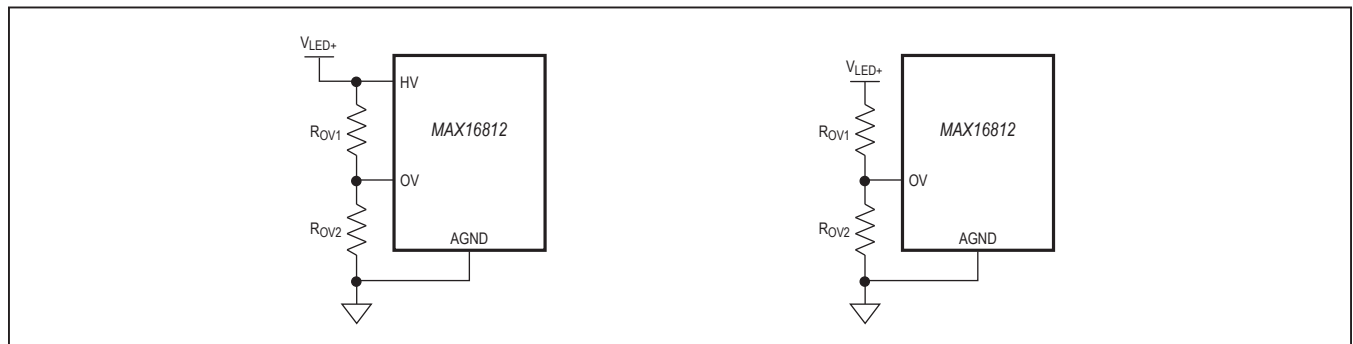 VLED+
HV
ROV1
MAX16812
OV
ROV2
AGND
VLED+
ROV1
MAX16812
OV
ROV2
AGND